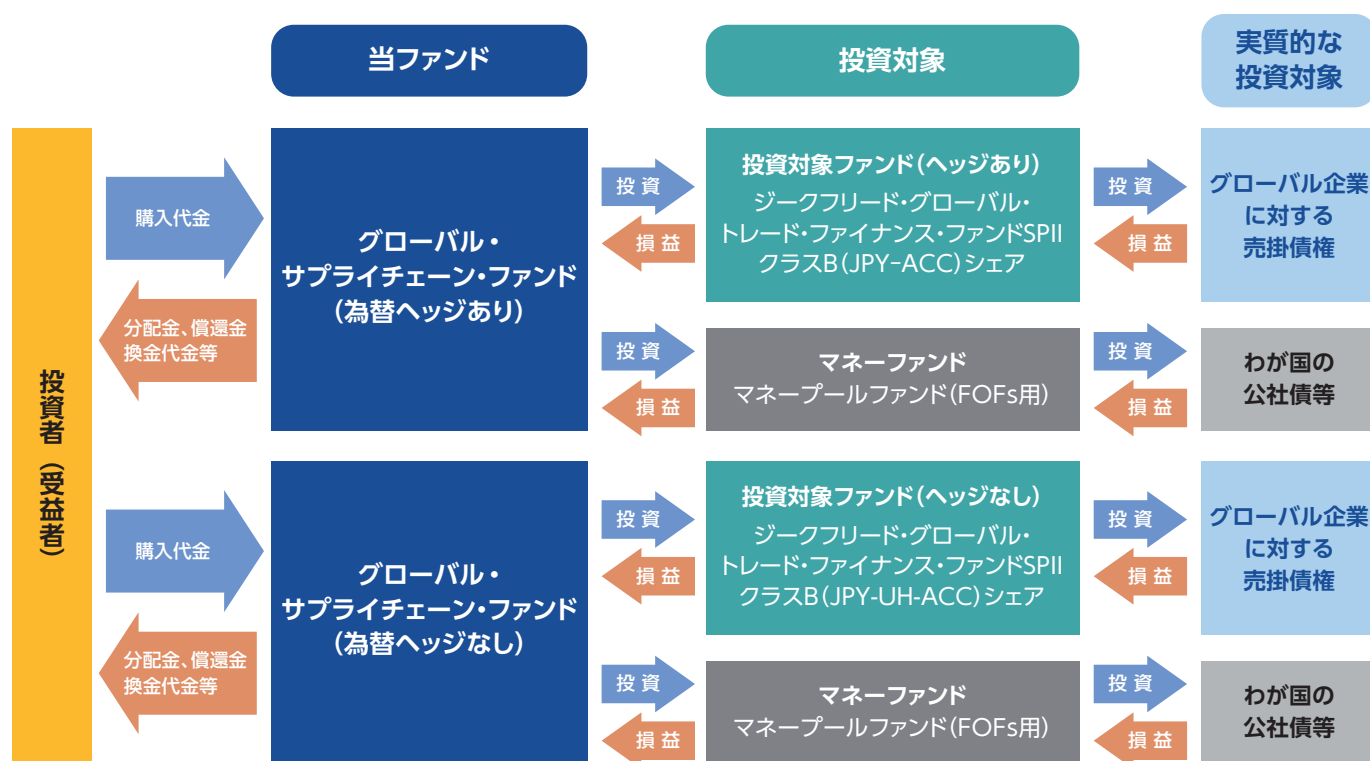 当ファンド
投資対象
実質的な
投資対象
投資者（受益者）
購入代金
分配金、償還金
換金代金等
グローバル・
サプライチェーン・ファンド
（為替ヘッジあり）
投資
損益
投資対象ファンド（ヘッジあり）
ジークフリード・グローバル・
トレード・ファイナンス・ファンドSPII
クラスB（JPY-ACC）シェア
投資
損益
グローバル企業
に対する
売掛債権
投資
損益
マネーファンド
マネープールファンド（FOFs用）
投資
損益
わが国の
公社債等
購入代金
分配金、償還金
換金代金等
グローバル・
サプライチェーン・ファンド
（為替ヘッジなし）
投資
損益
投資対象ファンド（ヘッジなし）
ジークフリード・グローバル・
トレード・ファイナンス・ファンドSPII
クラスB（JPY-UH-ACC）シェア
投資
損益
グローバル企業
に対する
売掛債権
投資
損益
マネーファンド
マネープールファンド（FOFs用）
投資
損益
わが国の
公社債等